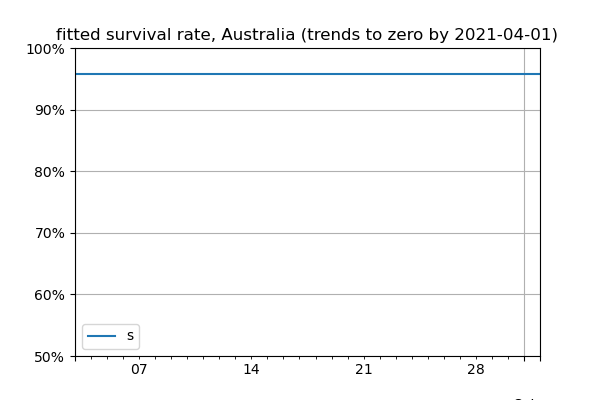 fitted survival rate, Australia (trends to zero by 2021-04-01)
100%
90%
80%
70%
60%
50%
s
07 14 21 28